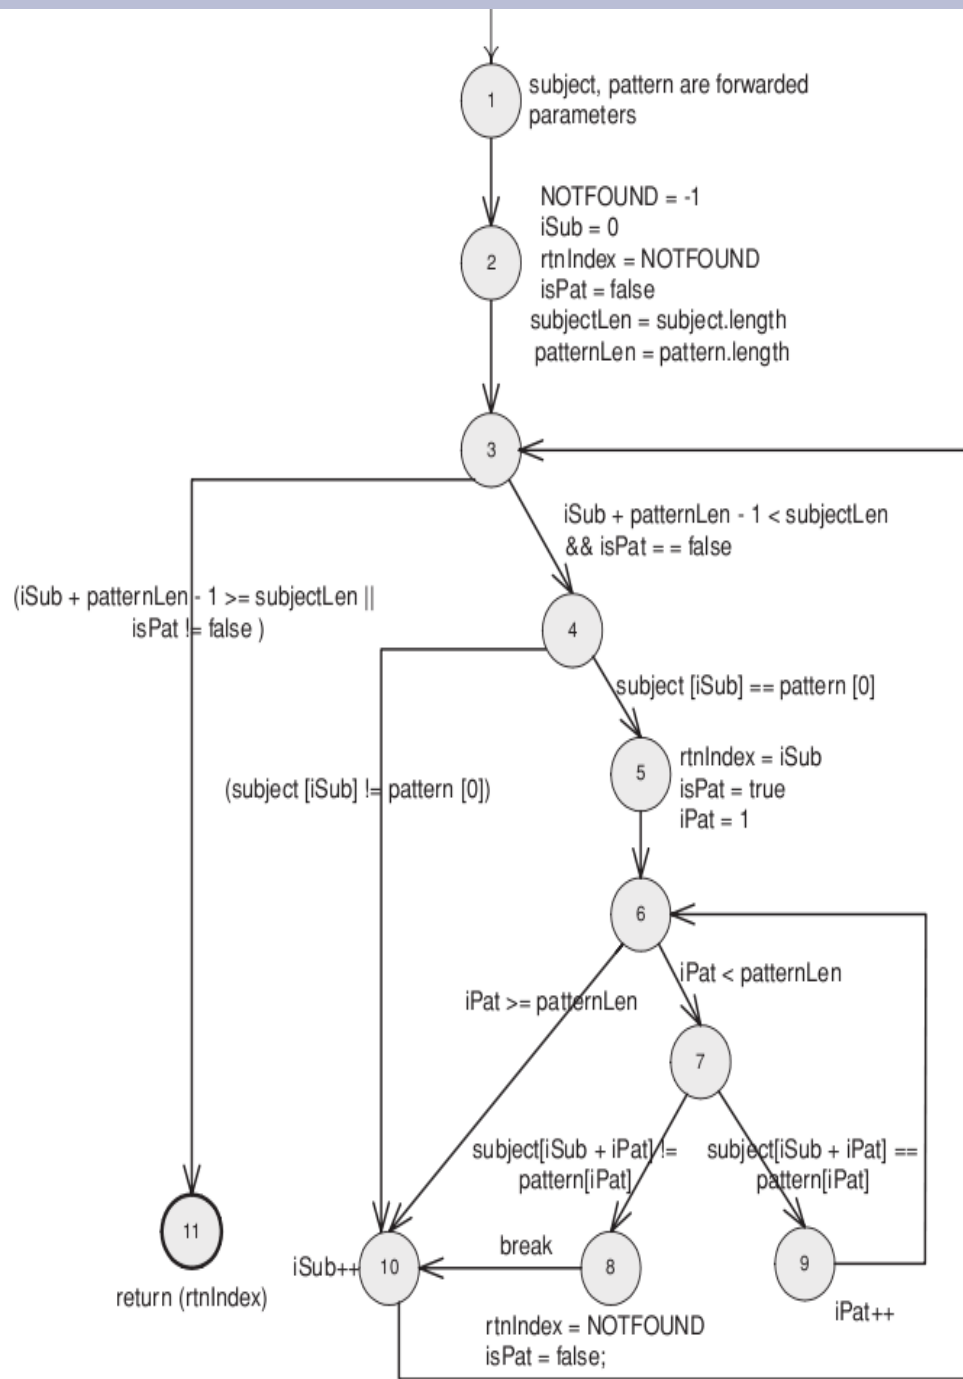 1
subject, pattern are forwarded
parameters
NOTFOUND = -1
iSub = 0
2
rtnIndex = NOTFOUND
isPat = false
subjectLen = subject.length
patternLen = pattern.length
3
iSub + patternLen - 1 < subjectLen
&& isPat = = false
(iSub + patternLen - 1 >= subjectLen ||
isPat != false )
4
subject [iSub] == pattern [0]
5
rtnIndex = iSub
isPat = true
iPat = 1
(subject [iSub] != pattern [0])
6
iPat < patternLen
iPat >= patternLen
7
subject[iSub + iPat] !=
pattern[iPat]
subject[iSub + iPat] ==
pattern[iPat]
11
return (rtnIndex)
iSub++
10
break
8
9
iPat++
rtnIndex = NOTFOUND
isPat = false;